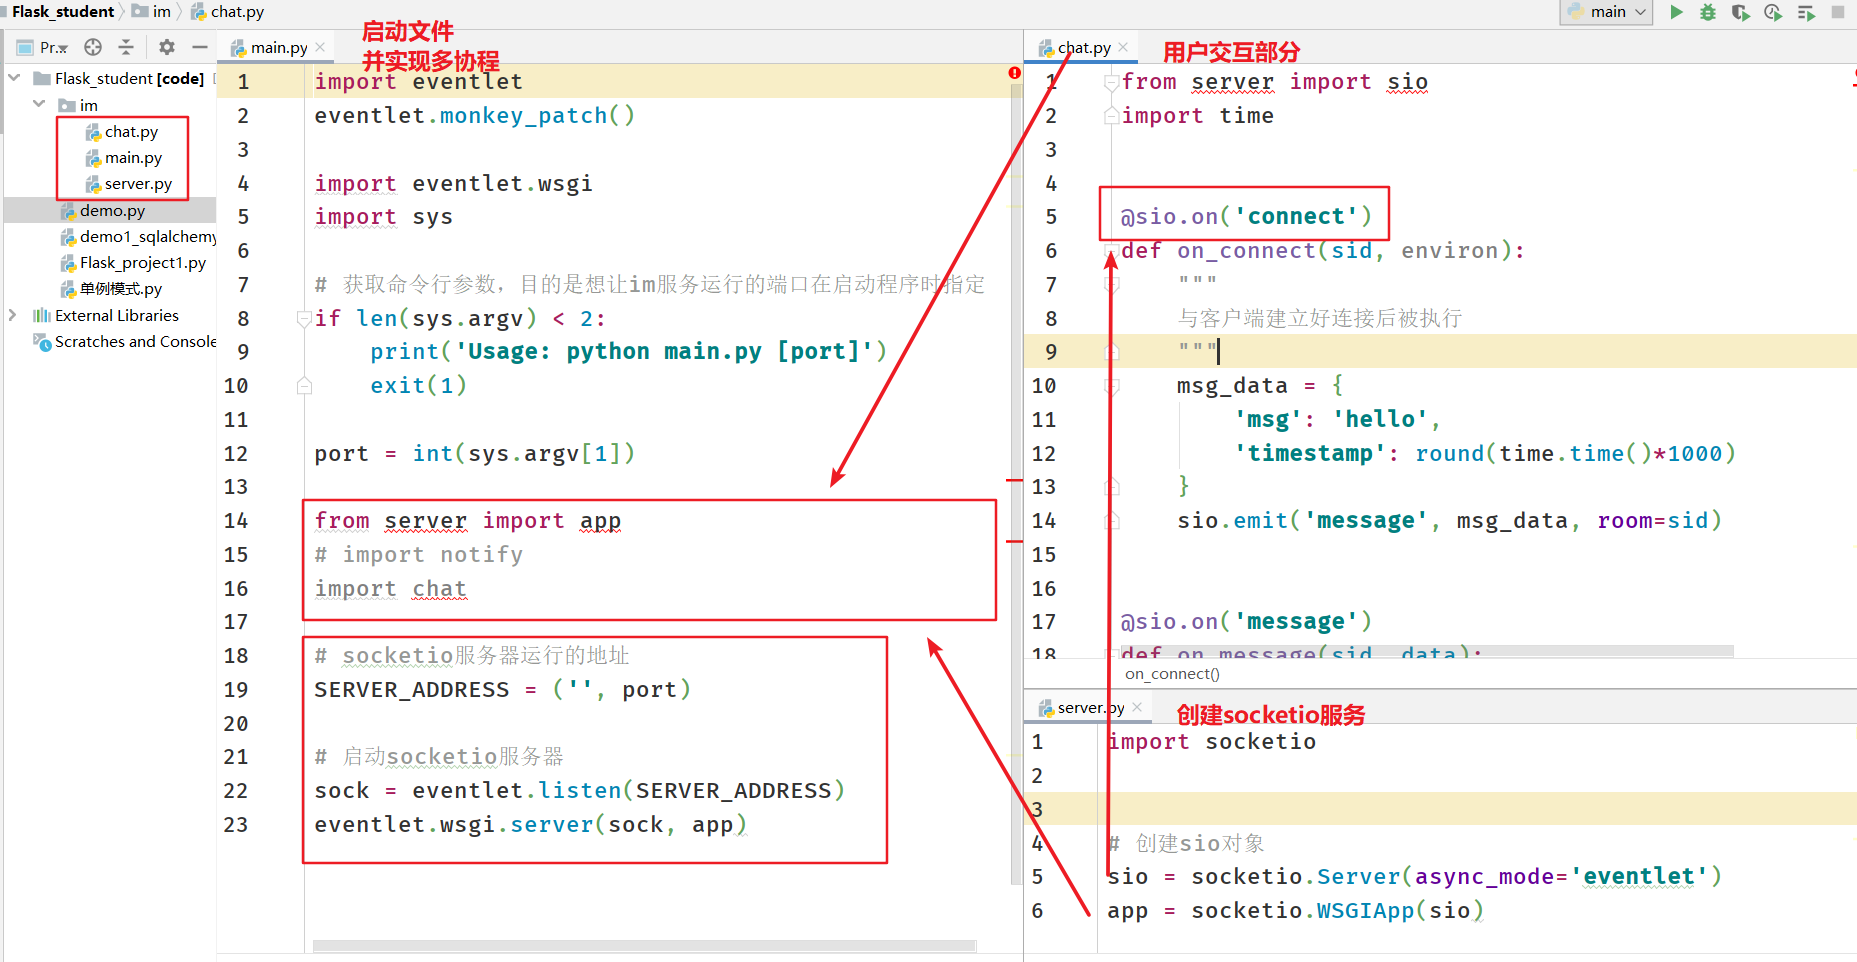 Flask_student
im
chat.py
main
Pr...
main.py
启动文件
并实现多协程
chat.py
用户交互部分
Flask_student [code]
im
chat.py
main.py
server.py
demo.py
demo1_sqlalchemy
Flask_project1.py
单例模式.py
External Libraries
Scratches and Console
1 import eventlet
2 eventlet.monkey_patch()
3
4 import eventlet.wsgi
5 import sys
6
7 # 获取命令行参数，目的是想让im服务运行的端口在启动程序时指定
8 if len(sys.argv) < 2:
9 print('Usage: python main.py [port]')
10 exit(1)
11
12 port = int(sys.argv[1])
13
14 from server import app
15 # import notify
16 import chat
17
18 # socketio服务器运行的地址
19 SERVER_ADDRESS = ('', port)
20
21 # 启动socketio服务器
22 sock = eventlet.listen(SERVER_ADDRESS)
23 eventlet.wsgi.server(sock, app)
1 from server import sio
2 import time
3
4
5 @sio.on('connect')
6 def on_connect(sid, environ):
7 """
8 与客户端建立好连接后被执行
9 """
10 msg_data = {
11 'msg': 'hello',
12 'timestamp': round(time.time()*1000)
13 }
14 sio.emit('message', msg_data, room=sid)
15
16
17 @sio.on('message')
18 def on_message(sid, data):
on_connect()
server.py
创建socketio服务
1 import socketio
2
3
4 # 创建sio对象
5 sio = socketio.Server(async_mode='eventlet')
6 app = socketio.WSGIApp(sio)